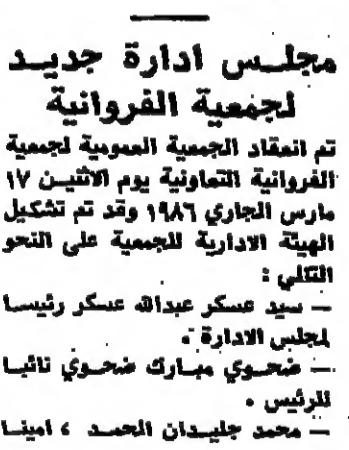 مجلس ادارة جديد
لجمعية الفروانية
تم انعقاد الجمعية العمومية لجمعية
الفروانية التعاونية يوم الاثنين ١٧
مارس الجاري ١٩٨٦ وقد تم تشكيل
الهيئة الادارية للجمعية على النحو
التالي :
— سيد عسكر عبدالله عسكر رئيسا
لمجلس الادارة .
— ضحوي مبارك ضحوي نائبا
للرئيس .
— محمد جليدان الحمد ، امينا